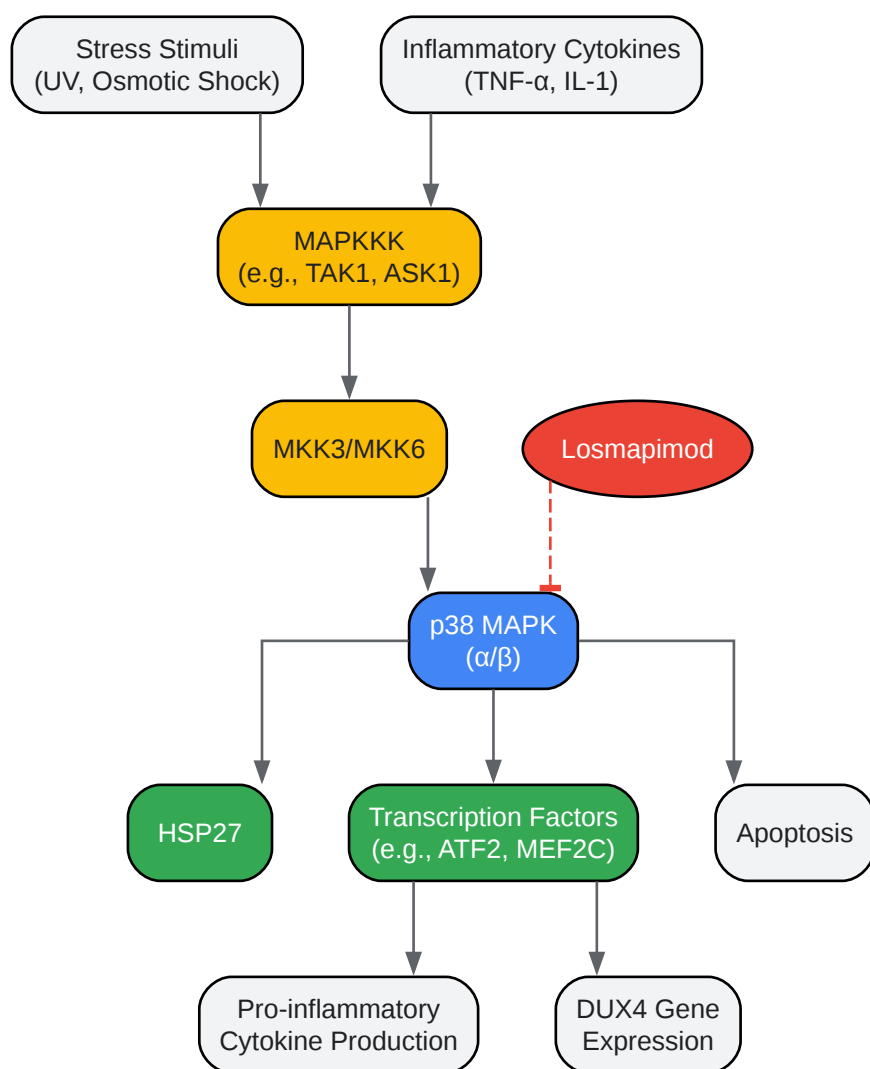 Stress Stimuli
(UV, Osmotic Shock)
Inflammatory Cytokines
(TNF-α, IL-1)
MAPKKK
(e.g., TAK1, ASK1)
MKK3/MKK6
Losmapimod
p38 MAPK
(α/β)
HSP27
Transcription Factors
(e.g., ATF2, MEF2C)
Apoptosis
Pro-inflammatory
Cytokine Production
DUX4 Gene
Expression